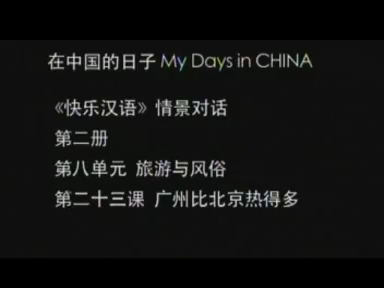 在中国的日子 My Days in CHINA
《快乐汉语》情景对话
第二册
第八单元 旅游与风俗
第二十三课 广州比北京热得多